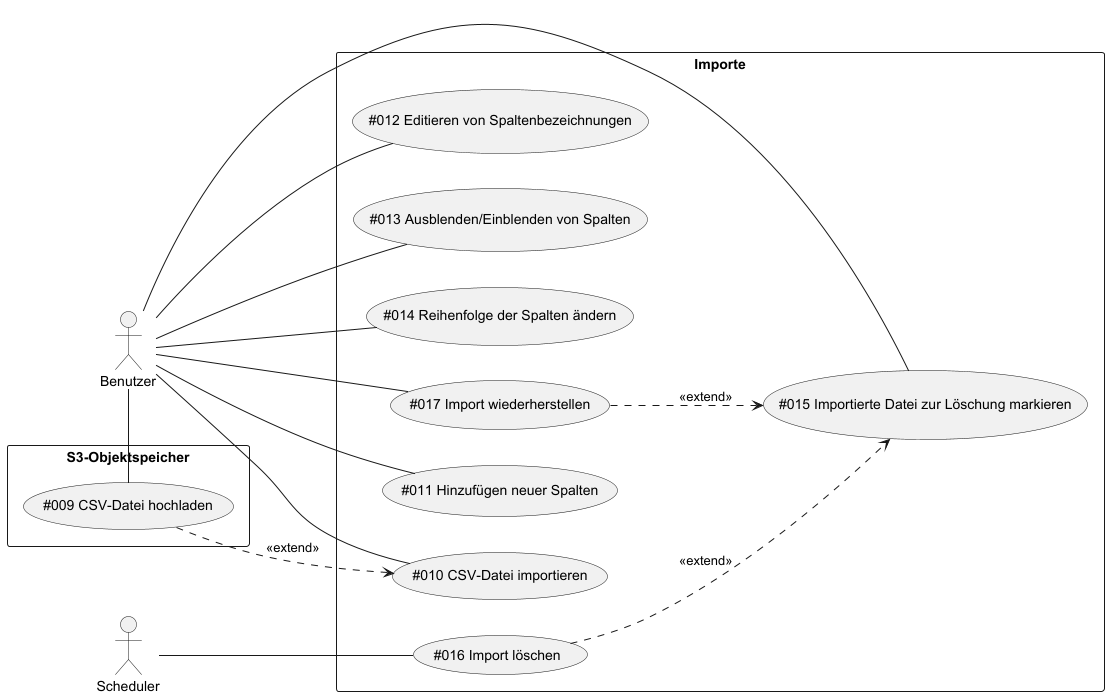 Importe
#012 Editieren von Spaltenbezeichnungen
#013 Ausblenden/Einblenden von Spalten
#014 Reihenfolge der Spalten ändern
Benutzer
#017 Import wiederherstellen
«extend»
#015 Importierte Datei zur Löschung markieren
S3-Objektspeicher
#011 Hinzufügen neuer Spalten
#009 CSV-Datei hochladen
«extend»
«extend»
#010 CSV-Datei importieren
#016 Import löschen
Scheduler